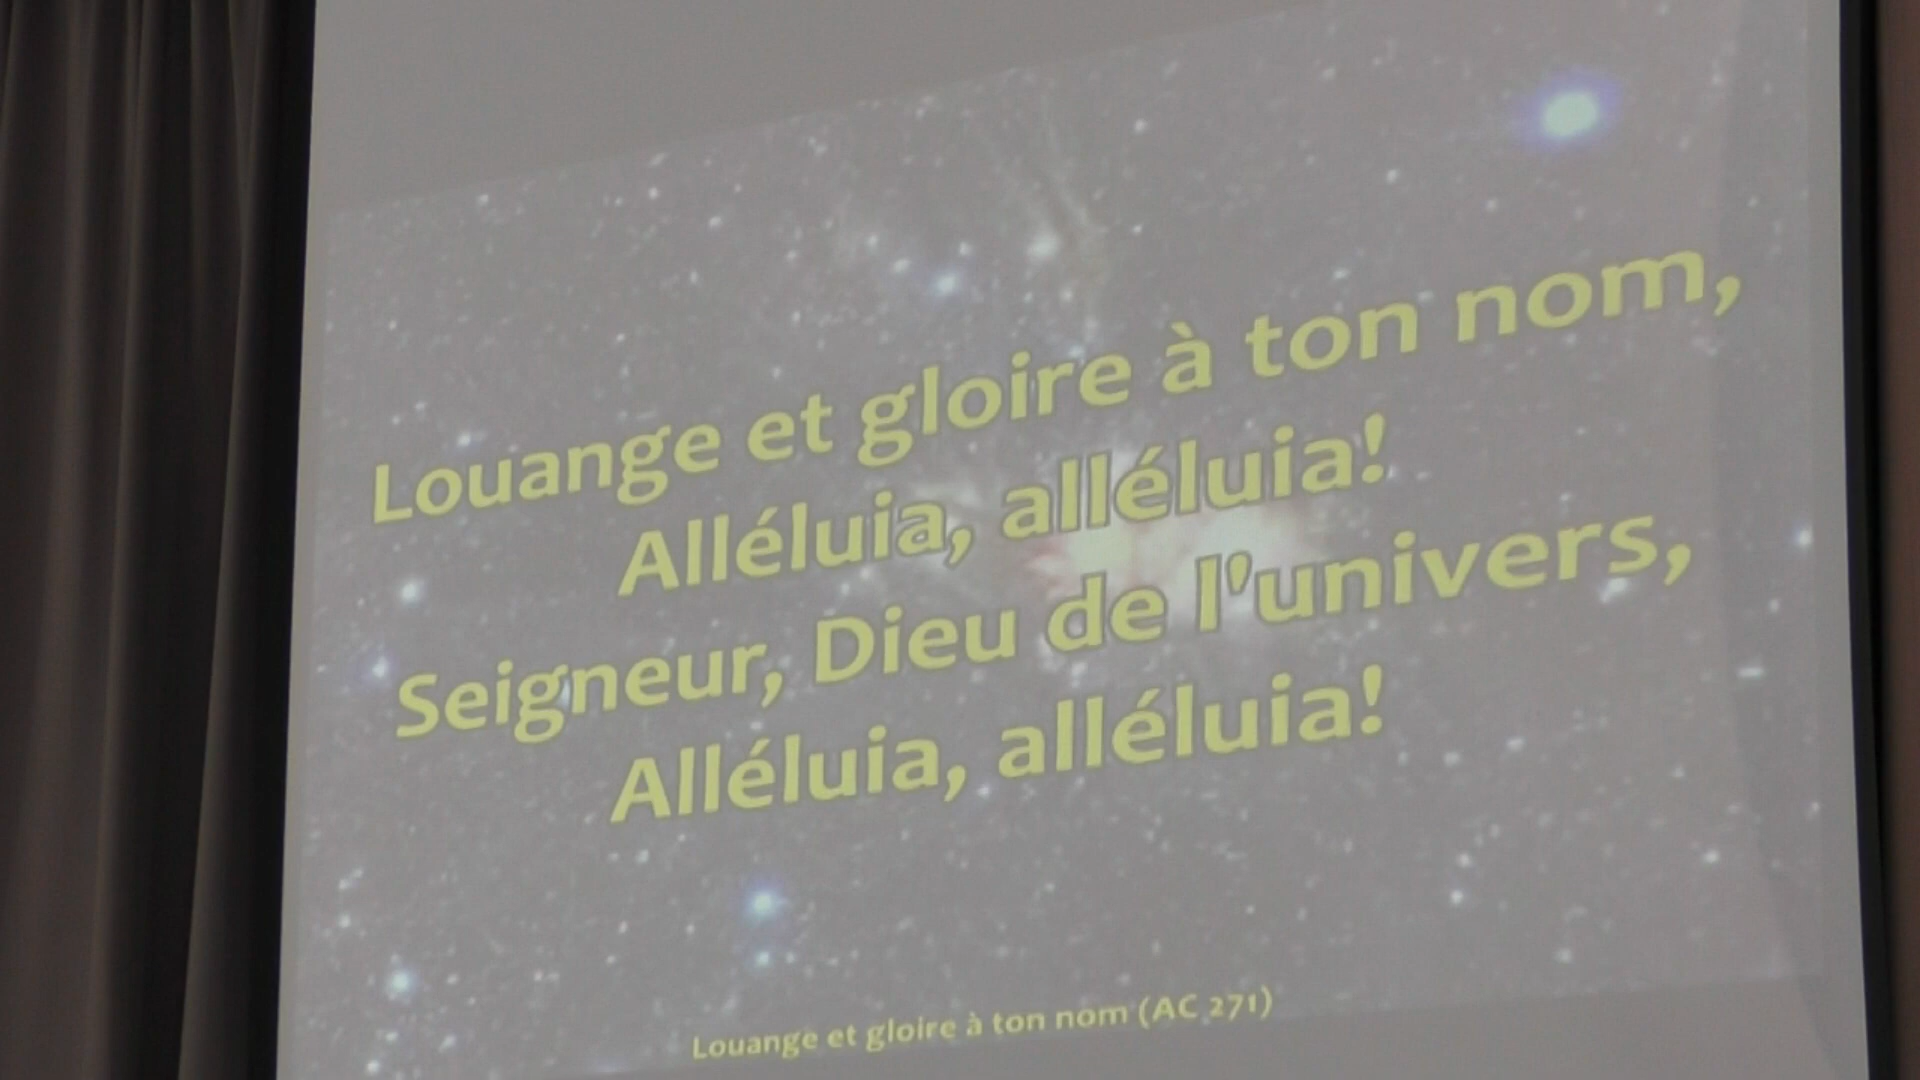 Louange et gloire à ton nom,
Alléluia, alléluia!
Seigneur, Dieu de l'univers,
Alléluia, alléluia!
Louange et gloire à ton nom (AC 271)